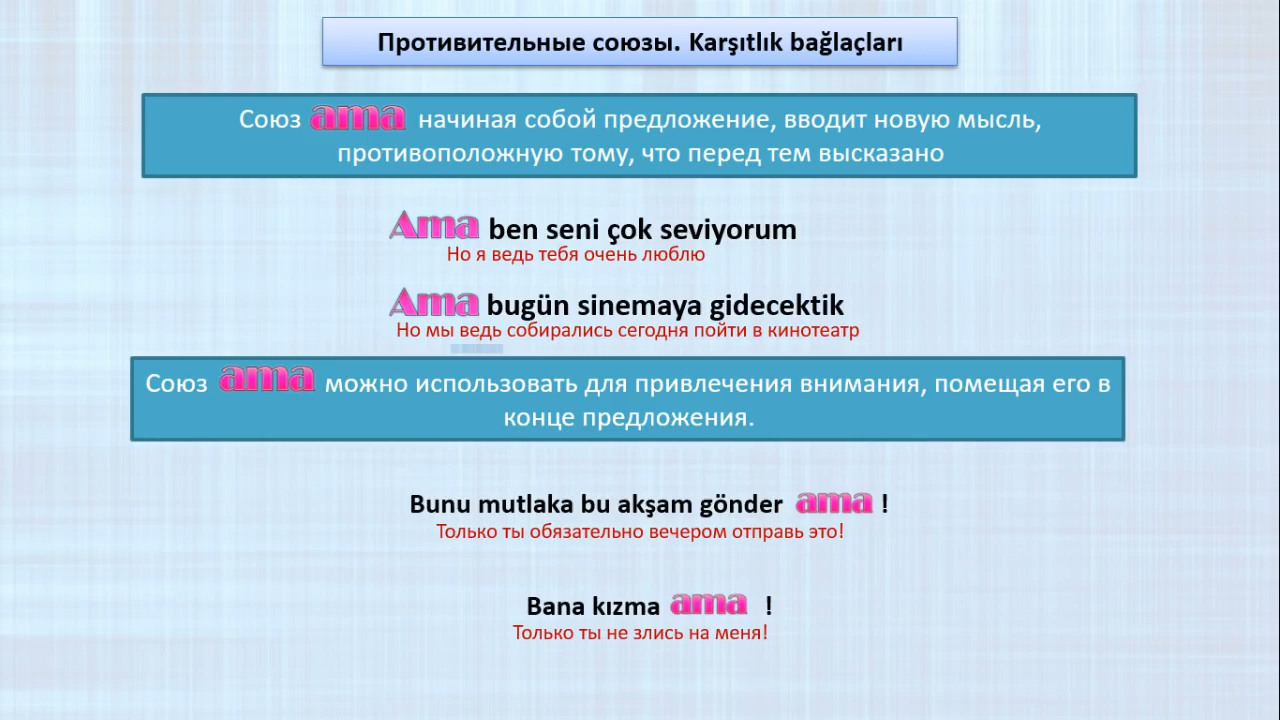 Противительные союзы. Karşıtlık bağlaçları
Союз ama начиная собой предложение, вводит новую мысль,
противоположную тому, что перед тем высказано
Ama ben seni çok seviyorum
Но я ведь тебя очень люблю
Ama bugün sinemaya gidecektik
Но мы ведь собирались сегодня пойти в кинотеатр
Союз ama можно использовать для привлечения внимания, помещая его в
конце предложения.
Bunu mutlaka bu akşam gönder ama !
Только ты обязательно вечером отправь это!
Bana kızma ama !
Только ты не злись на меня!